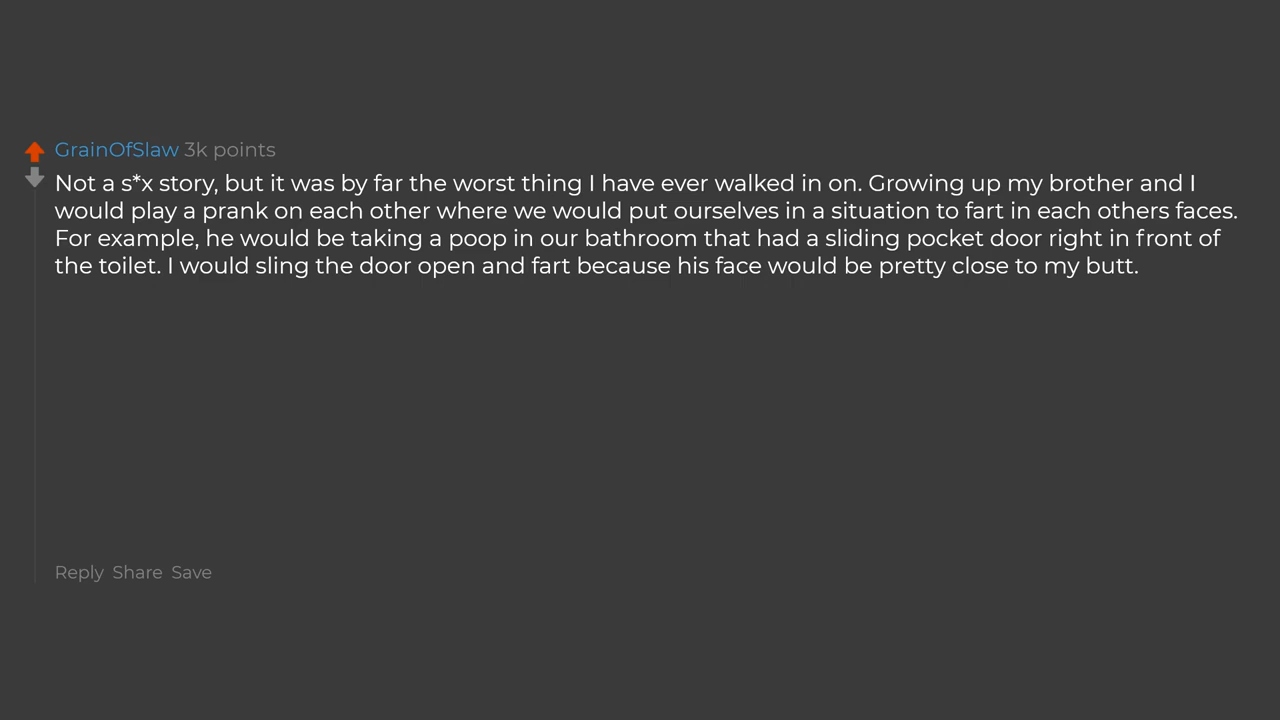 GrainOfSlaw 3k points
Not a s*x story, but it was by far the worst thing I have ever walked in on. Growing up my brother and I
would play a prank on each other where we would put ourselves in a situation to fart in each others faces.
For example, he would be taking a poop in our bathroom that had a sliding pocket door right in front of
the toilet. I would sling the door open and fart because his face would be pretty close to my butt.
Reply Share Save